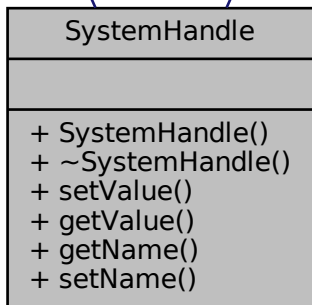 SystemHandle
+ SystemHandle()
+ ~SystemHandle()
+ setValue()
+ getValue()
+ getName()
+ setName()